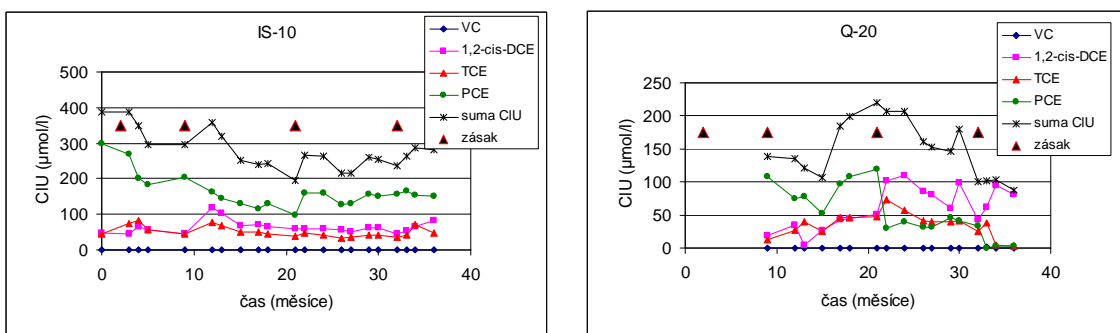 IS-10
ClU (µmol/l)
500
400
300
200
100
0
0
10
20
30
40
čas (měsíce)
VC
1,2-cis-DCE
TCE
PCE
suma ClU
zásak
Q-20
ClU (µmol/l)
250
200
150
100
50
0
0
10
20
30
40
čas (měsíce)
VC
1,2-cis-DCE
TCE
PCE
suma ClU
zásak